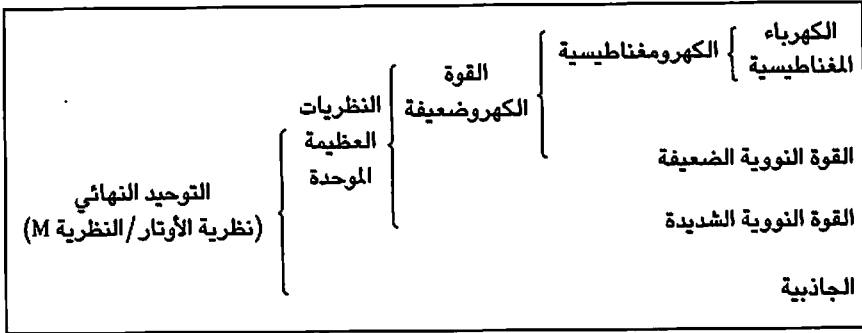 الكهرباء
المغناطيسية
الكهرومغناطيسية
القوة
الكهروضعيفة
النظريات
العظيمة
الموحدة
القوة النووية الضعيفة
التوحيد النهائي
(نظرية الأوتار/النظرية M)
القوة النووية الشديدة
الجاذبية